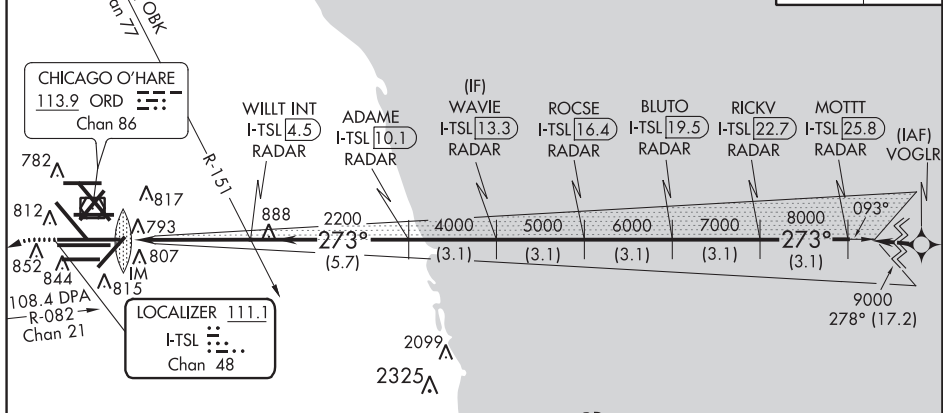 OBK
Chan 77
CHICAGO O'HARE
113.9 ORD
Chan 86
R-151
WILLT INT
I-TSL 4.5
RADAR
ADAME
I-TSL 10.1
RADAR
(IF)
WAVIE
I-TSL 13.3
RADAR
ROCSE
I-TSL 16.4
RADAR
BLUTO
I-TSL 19.5
RADAR
RICKV
I-TSL 22.7
RADAR
MOTTT
I-TSL 25.8
RADAR
(IAF)
VOGLR
782
817
812
793
888
2200
4000
5000
6000
7000
8000
093°
273°
273°
852
844
807
IM
815
(5.7)
(3.1)
(3.1)
(3.1)
(3.1)
(3.1)
9000
278° (17.2)
108.4 DPA
R-082
Chan 21
LOCALIZER 111.1
I-TSL
Chan 48
2099
2325